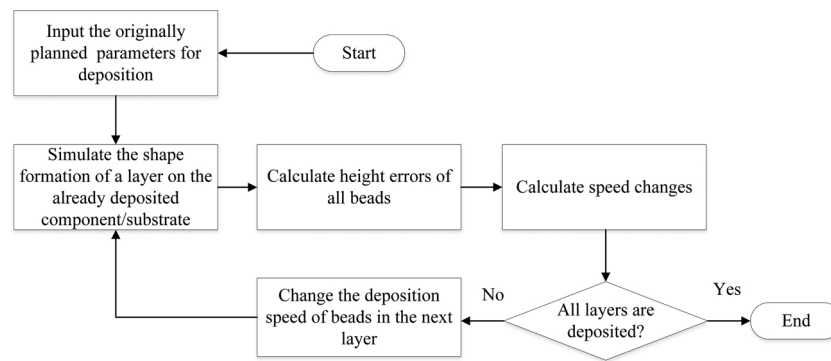 Input the originally
planned parameters for
deposition
Start
Simulate the shape
formation of a layer on the
already deposited
component/substrate
Calculate height errors of
all beads
Calculate speed changes
Change the deposition
speed of beads in the next
layer
No
All layers are
deposited?
Yes
End